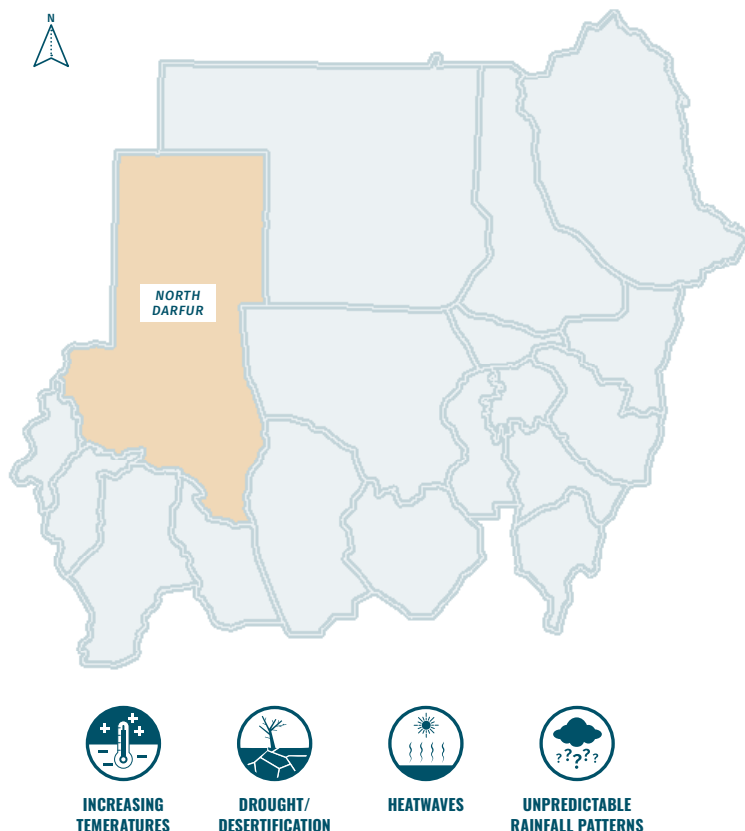 N
NORTH
DARFUR
INCREASING
TEMERATURES
DROUGHT/
DESERTIFICATION
HEATWAVES
UNPREDICTABLE
RAINFALL PATTERNS